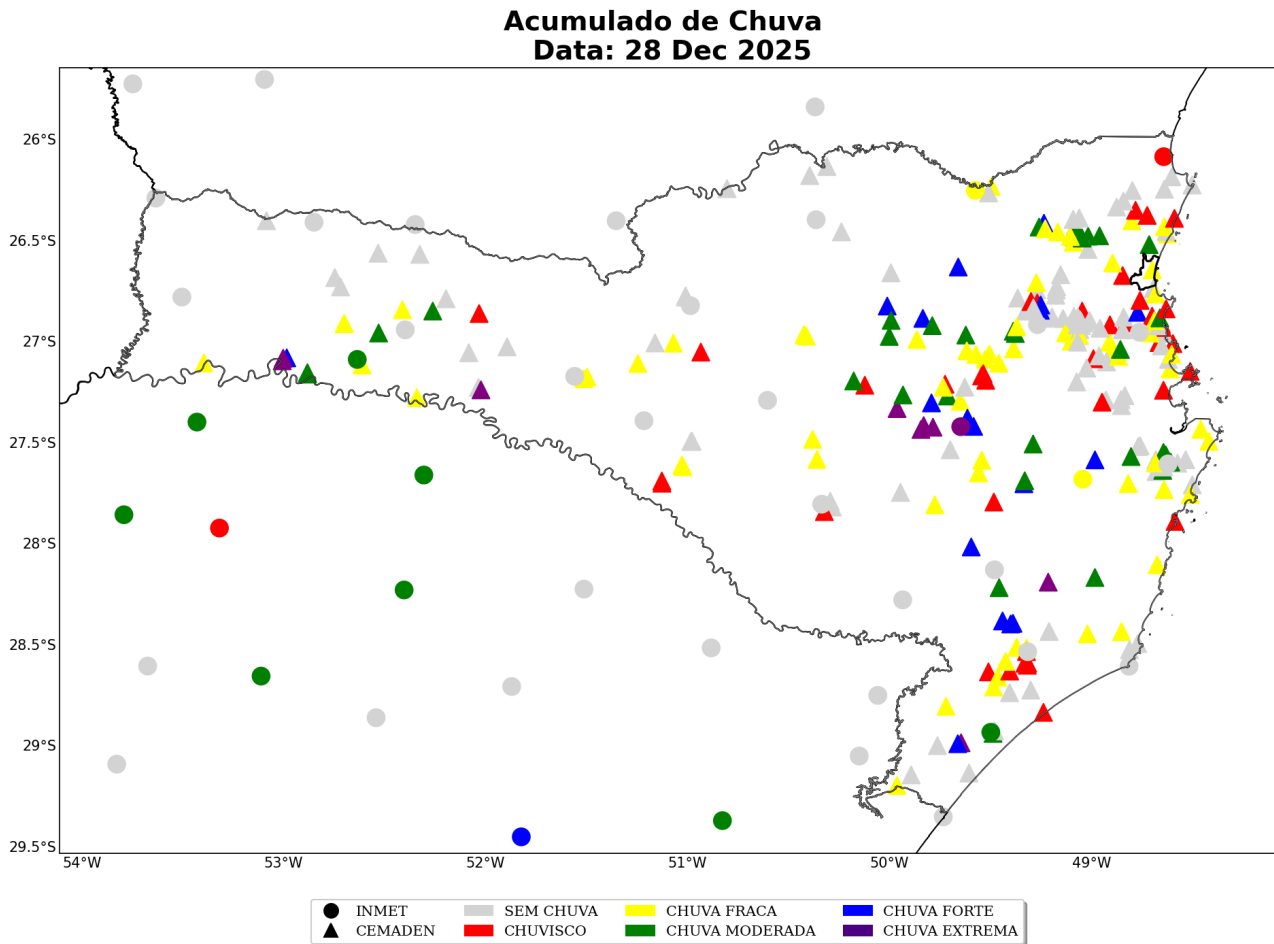 Acumulado de Chuva
Data: 28 Dec 2025
26°S
26.5°S
27°S
27.5°S
28°S
28.5°S
29°S
29.5°S
54°W 53°W 52°W 51°W 50°W 49°W
INMET SEM CHUVA CHUVA FRACA CHUVA FORTE
CEMADEN CHUVISCO CHUVA MODERADA CHUVA EXTREMA